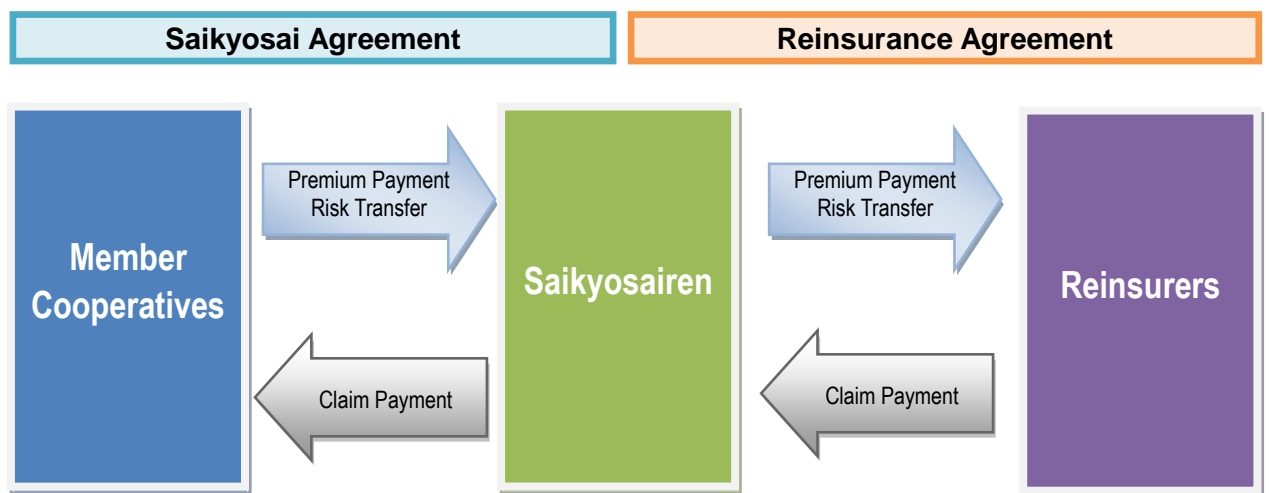 Saikyosai Agreement
Reinsurance Agreement
Member
Cooperatives
Premium Payment
Risk Transfer
Claim Payment
Saikyosairen
Premium Payment
Risk Transfer
Claim Payment
Reinsurers